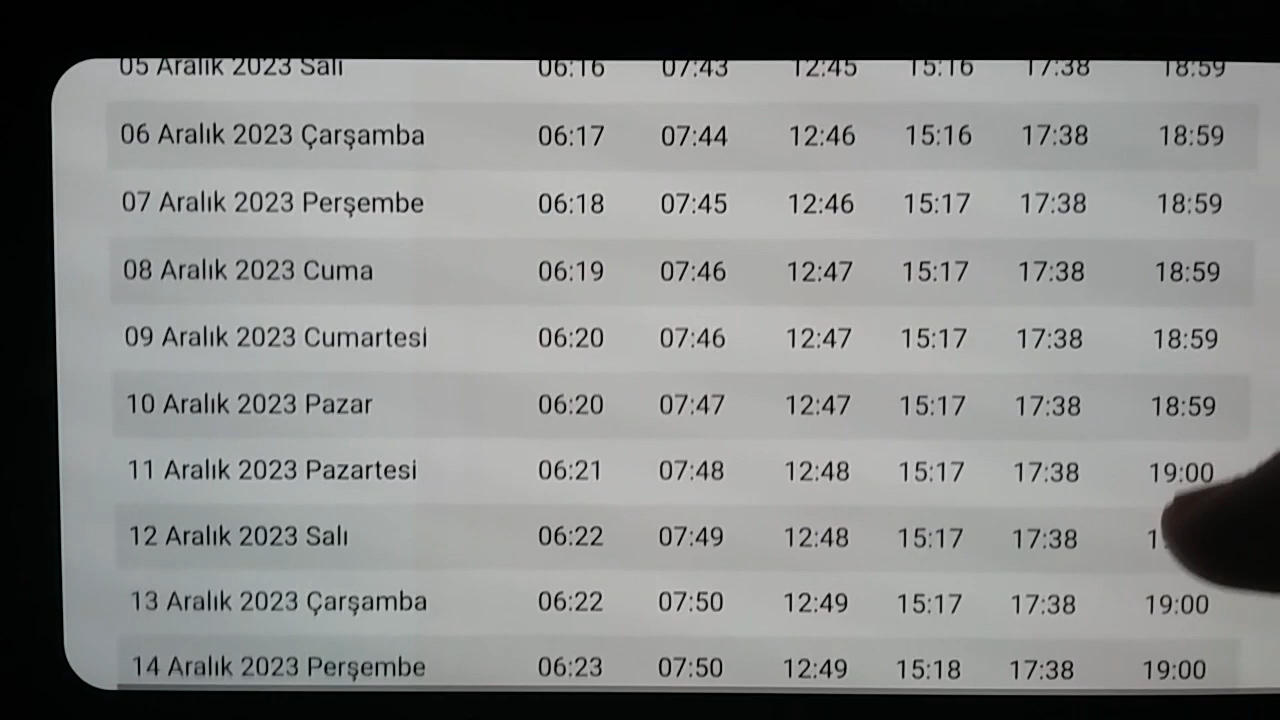 05 Aralık 2023 Salı 06:16 07:43 12:45 15:16 17:38 18:59
06 Aralık 2023 Çarşamba 06:17 07:44 12:46 15:16 17:38 18:59
07 Aralık 2023 Perşembe 06:18 07:45 12:46 15:17 17:38 18:59
08 Aralık 2023 Cuma 06:19 07:46 12:47 15:17 17:38 18:59
09 Aralık 2023 Cumartesi 06:20 07:46 12:47 15:17 17:38 18:59
10 Aralık 2023 Pazar 06:20 07:47 12:47 15:17 17:38 18:59
11 Aralık 2023 Pazartesi 06:21 07:48 12:48 15:17 17:38 19:00
12 Aralık 2023 Salı 06:22 07:49 12:48 15:17 17:38
13 Aralık 2023 Çarşamba 06:22 07:50 12:49 15:17 17:38 19:00
14 Aralık 2023 Perşembe 06:23 07:50 12:49 15:18 17:38 19:00